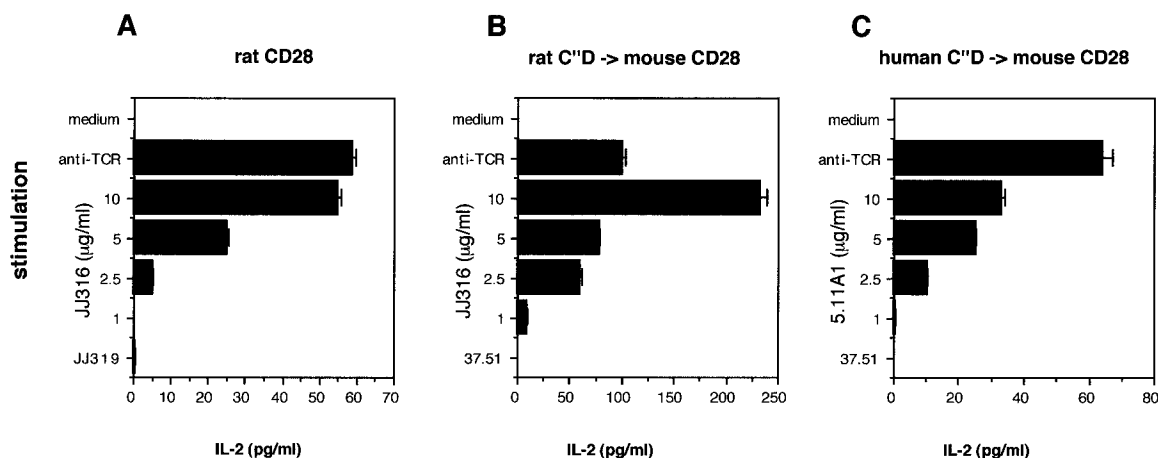 A
rat CD28
B
rat C"D -> mouse CD28
C
human C"D -> mouse CD28
stimulation
JJ316 (μg/ml)
medium
anti-TCR
10
5
2.5
1
JJ319
0 10 20 30 40 50 60 70
IL-2 (pg/ml)
JJ316 (μg/ml)
medium
anti-TCR
10
5
2.5
1
37.51
0 50 100 150 200 250
IL-2 (pg/ml)
5.11A1 (μg/ml)
medium
anti-TCR
10
5
2.5
1
37.51
0 20 40 60 80
IL-2 (pg/ml)